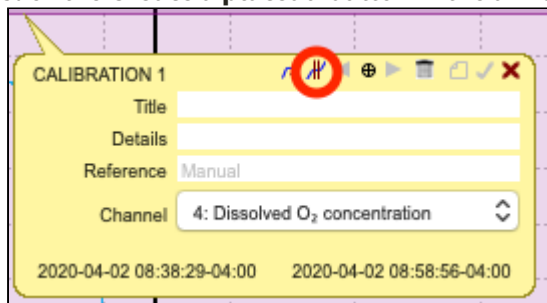 CALIBRATION 1
Title
Details
Reference Manual
Channel 4: Dissolved O₂ concentration
2020-04-02 08:38:29-04:00 2020-04-02 08:58:56-04:00